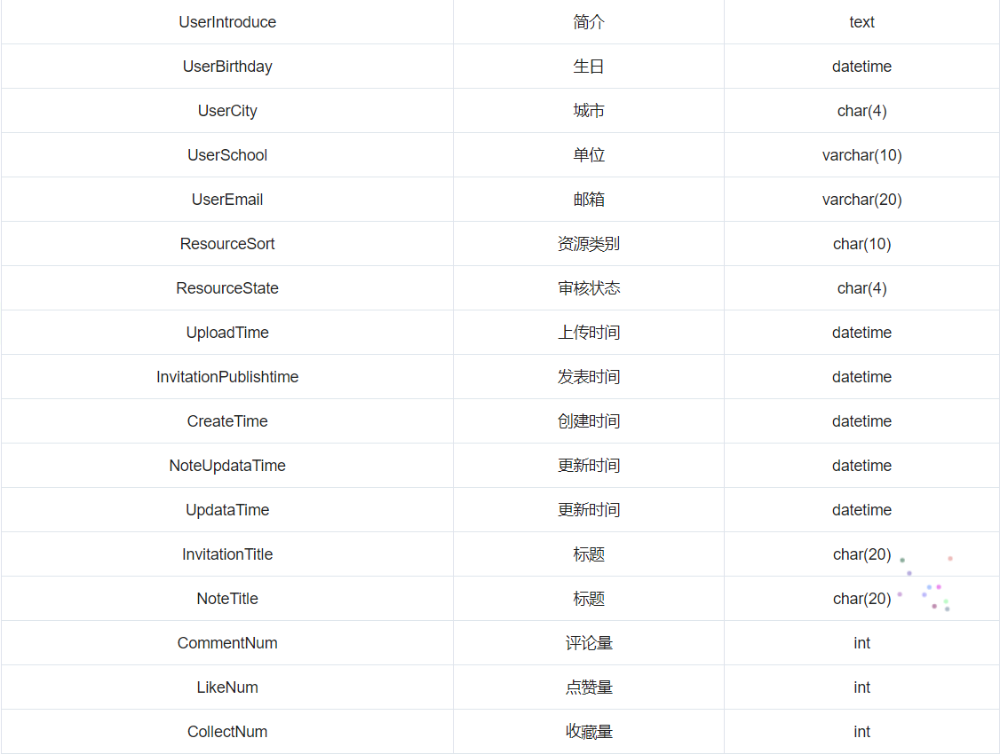 UserIntroduce 简介 text
UserBirthday 生日 datetime
UserCity 城市 char(4)
UserSchool 单位 varchar(10)
UserEmail 邮箱 varchar(20)
ResourceSort 资源类别 char(10)
ResourceState 审核状态 char(4)
UploadTime 上传时间 datetime
InvitationPublishtime 发表时间 datetime
CreateTime 创建时间 datetime
NoteUpdataTime 更新时间 datetime
UpdataTime 更新时间 datetime
InvitationTitle 标题 char(20)
NoteTitle 标题 char(20)
CommentNum 评论量 int
LikeNum 点赞量 int
CollectNum 收藏量 int